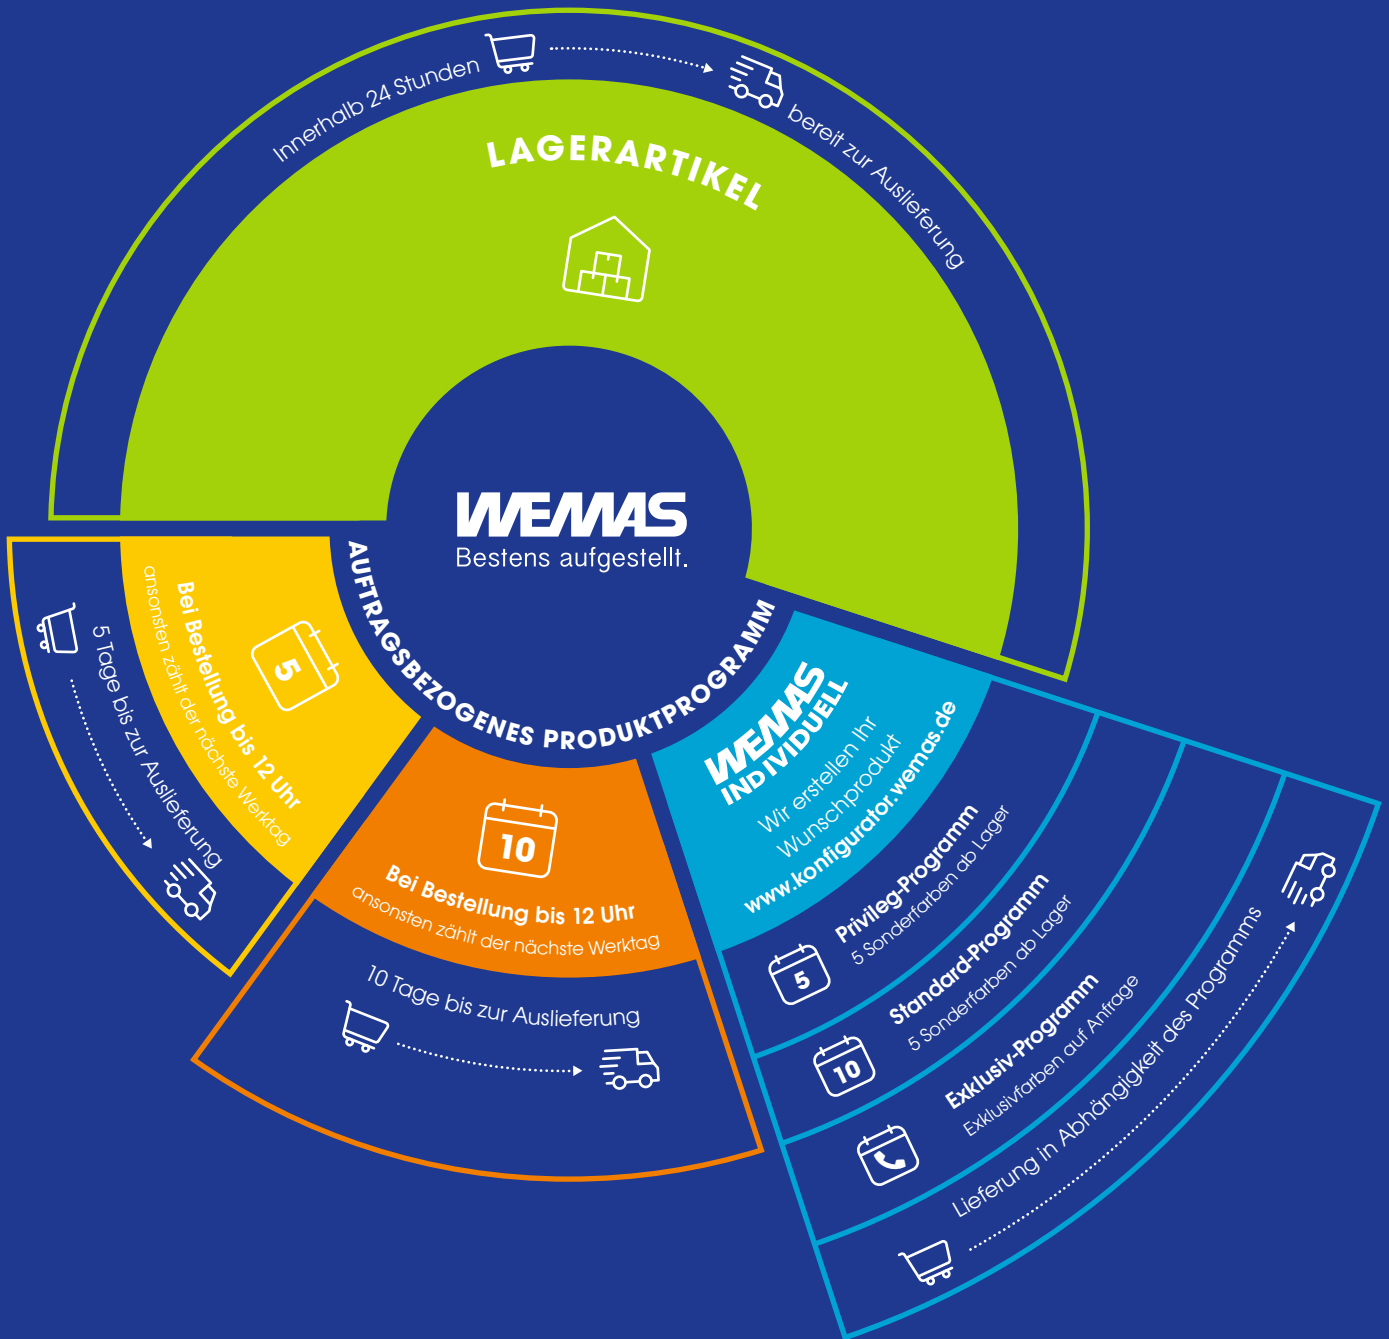 Innerhalb 24 Stunden
bereit zur Auslieferung
LAGERARTIKEL
WEMAS
Bestens aufgestellt.
AUFTRAGSBEZOGENES PRODUKTPROGRAMM
5
Bei Bestellung bis 12 Uhr
ansonsten zählt der nächste Werktag
5 Tage bis zur Auslieferung
10
Bei Bestellung bis 12 Uhr
ansonsten zählt der nächste Werktag
10 Tage bis zur Auslieferung
WEMAS
INDIVIDUELL
Wir erstellen Ihr
Wunschprodukt
www.konfigurator.wemas.de
5
Privileg-Programm
5 Sonderfarben ab Lager
10
Standard-Programm
5 Sonderfarben ab Lager
Exklusiv-Programm
Exklusivfarben auf Anfrage
Lieferung in Abhängigkeit des Programms